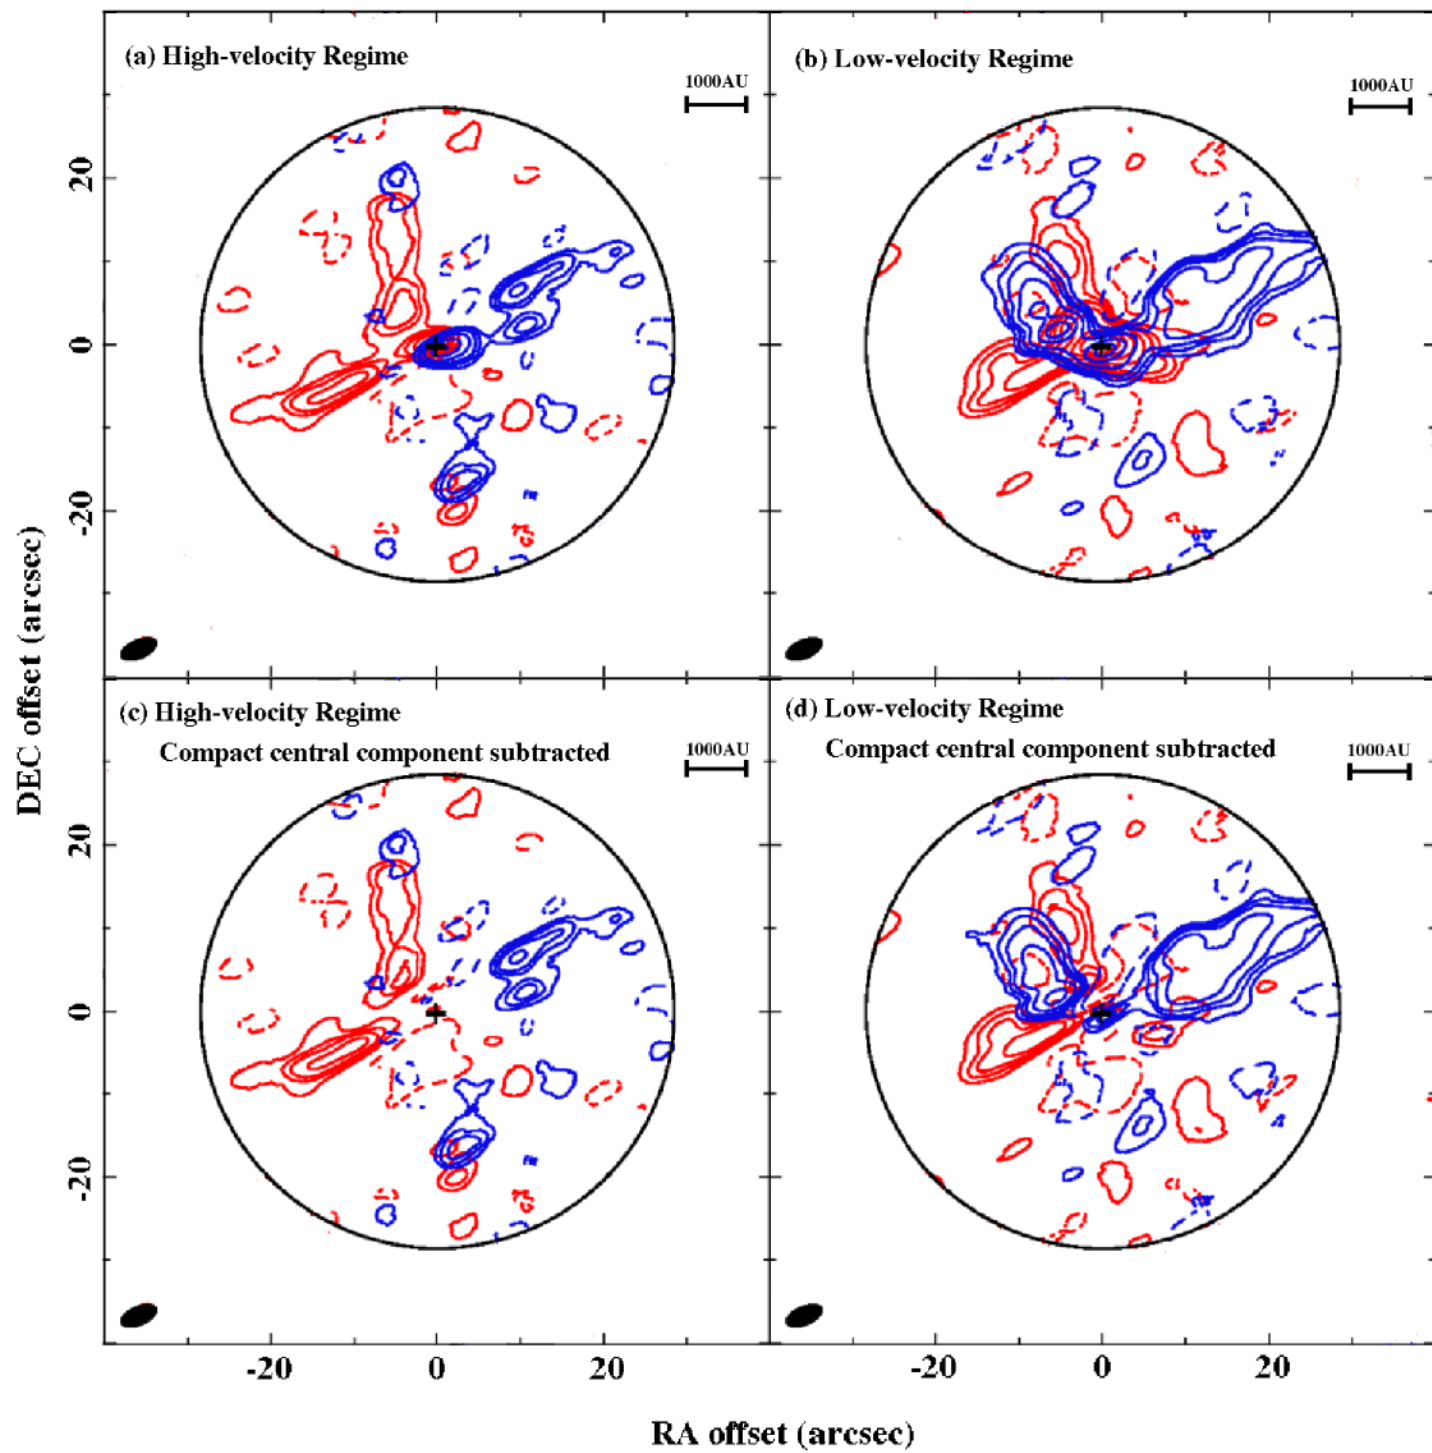 (a) High-velocity Regime
1000AU
(b) Low-velocity Regime
1000AU
20
0
-20
(c) High-velocity Regime
Compact central component subtracted
1000AU
(d) Low-velocity Regime
Compact central component subtracted
1000AU
20
0
-20
DEC offset (arcsec)
-20 0 20 -20 0 20
RA offset (arcsec)